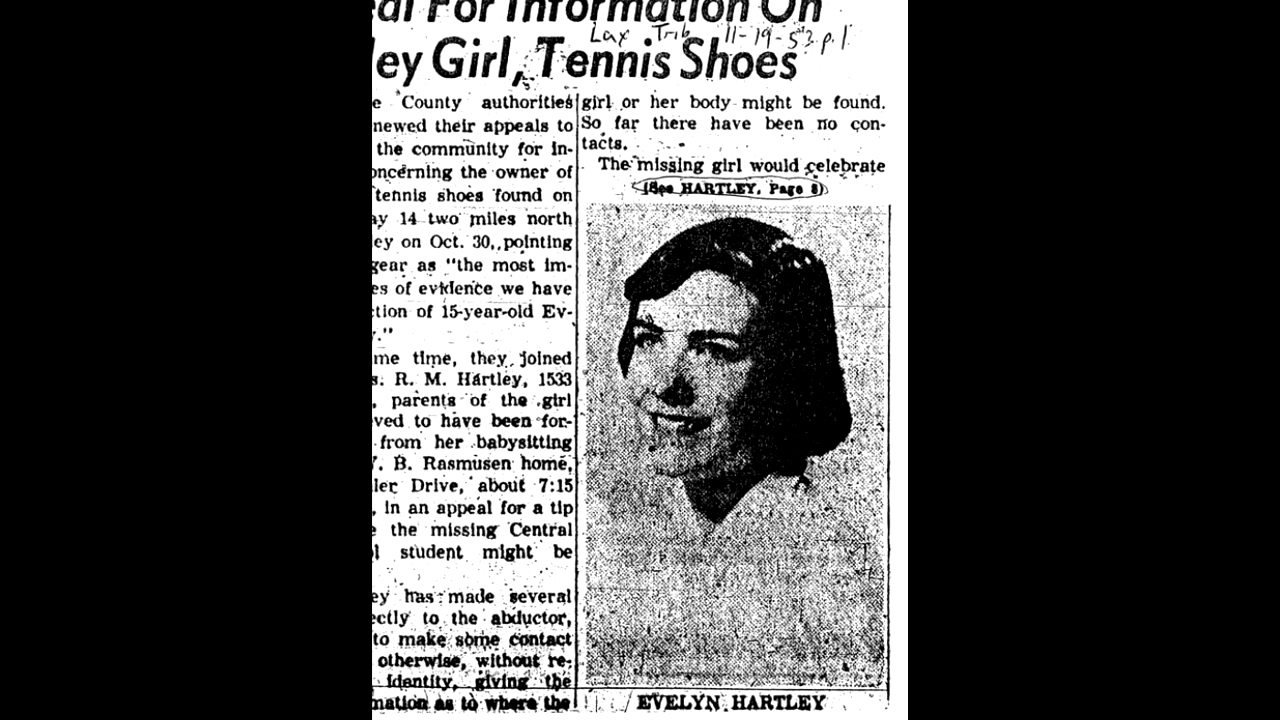 eal For Information On
Lax Trib 11-19-53 p.1
ley Girl, Tennis Shoes
e County authorities
newed their appeals to
the community for in-
oncerning the owner of
tennis shoes found on
ay 14 two miles north
ey on Oct. 30, pointing
gear as "the most im-
es of evidence we have
ction of 15-year-old Ev-
."
me time, they joined
s. R. M. Hartley, 1533
, parents of the girl
ved to have been for-
from her babysitting
. B. Rasmusen home,
ler Drive, about 7:15
, in an appeal for a tip
e the missing Central
l student might be
ey has made several
ectly to the abductor,
to make some contact
otherwise, without re-
identity, giving the
mation as to where the
girl or her body might be found.
So far there have been no con-
tacts.
The missing girl would celebrate
(See HARTLEY, Page 8)
EVELYN HARTLEY